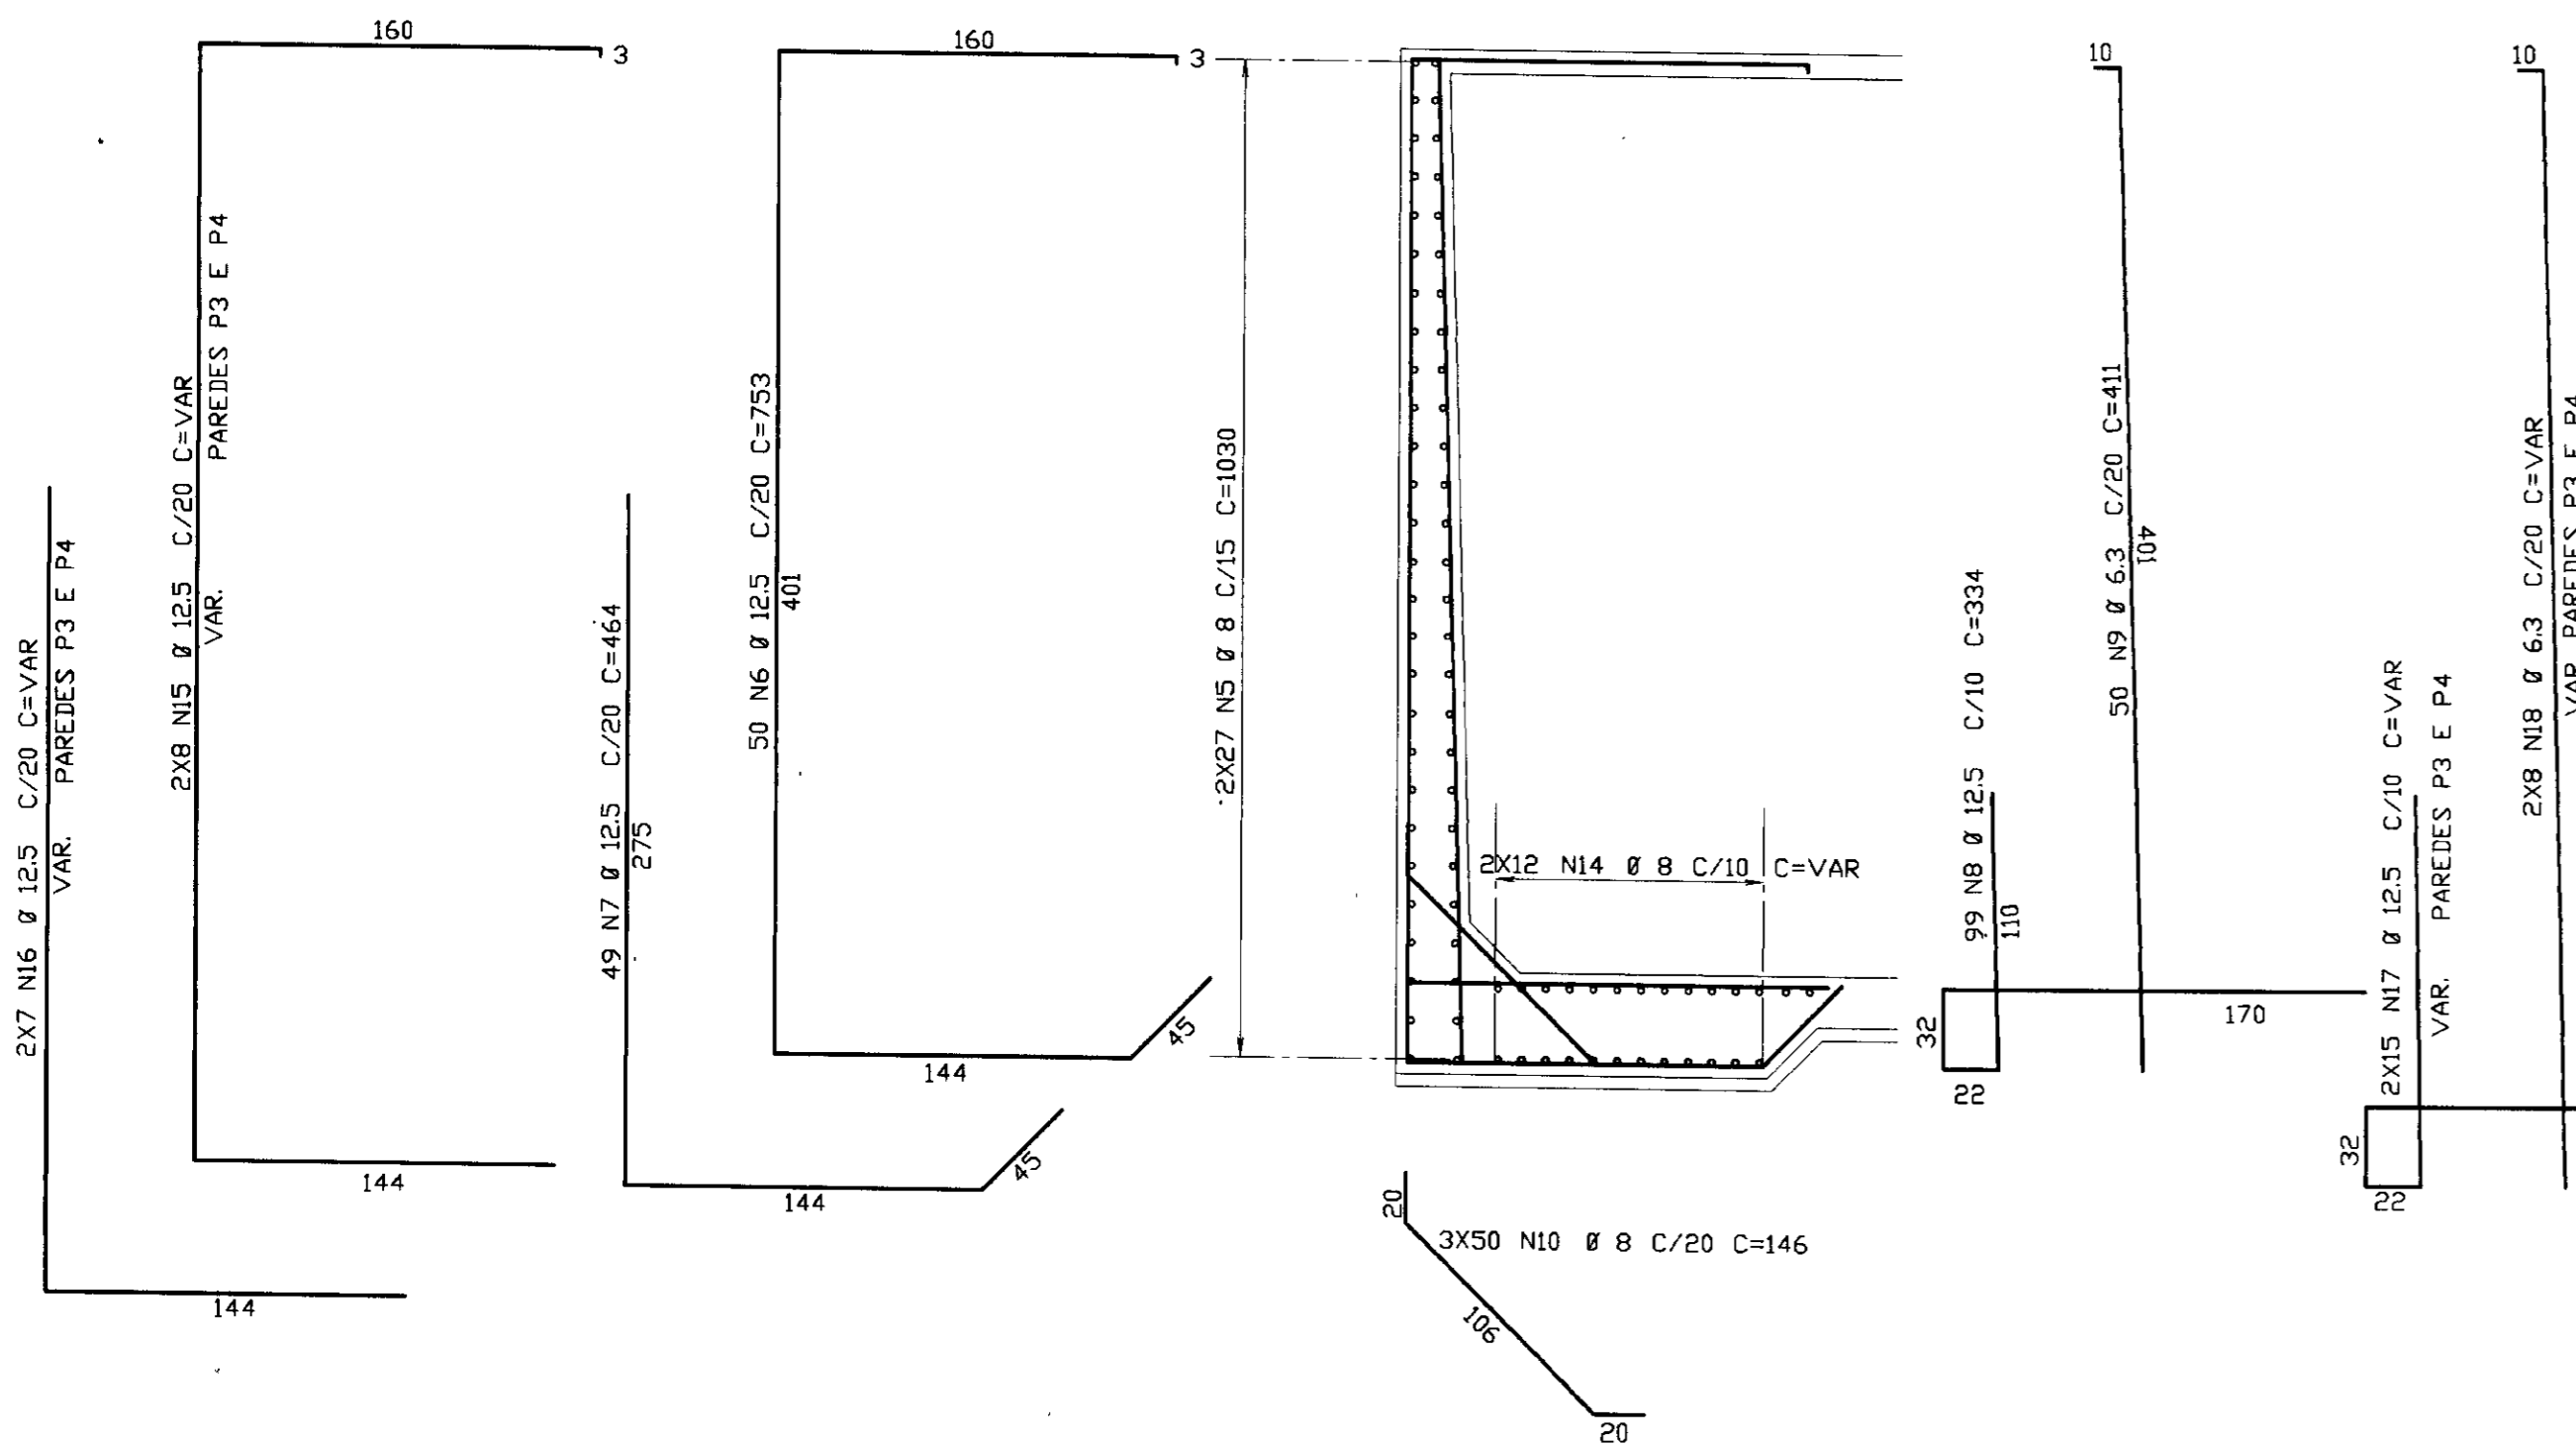 2X7 N16 Ø 12.5 C/20 C=VAR
VAR. PAREDES P3 E P4
144
160
3
2X8 N15 Ø 12.5 C/20 C=VAR
VAR.
PAREDES P3 E P4
144
49 N7 Ø 12.5 C/20 C=464
275
144
45
160
3
50 N6 Ø 12.5 C/20 C=753
401
144
45
2X27 N5 Ø 8 C/15 C=1030
2X12 N14 Ø 8 C/10 C=VAR
20
3X50 N10 Ø 8 C/20 C=146
106
20
99 N8 Ø 12.5 C/10 C=334
110
32
22
170
10
50 N9 Ø 6.3 C/20 C=411
401
2X15 N17 Ø 12.5 C/10 C=VAR
VAR. PAREDES P3 E P4
32
22
10
2X8 N18 Ø 6.3 C/20 C=VAR
VAR. PAREDES P3 E P4